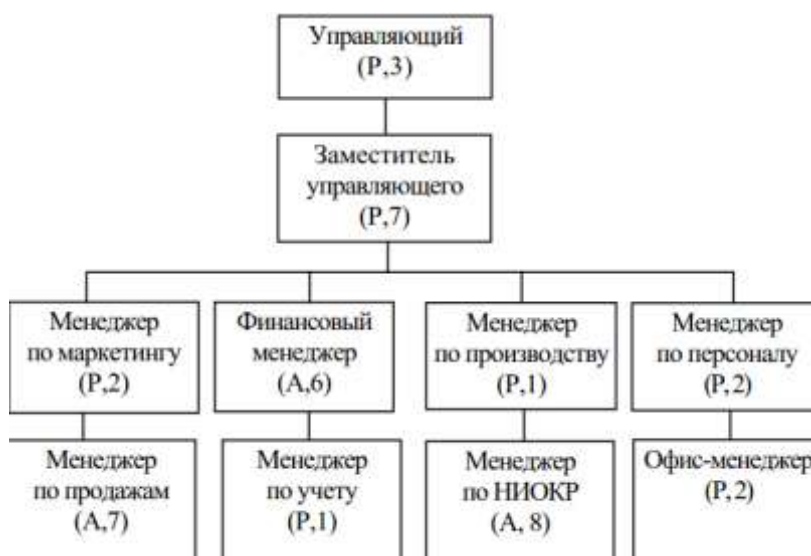 Управляющий
(Р,3)
Заместитель
управляющего
(Р,7)
Менеджер
по маркетингу
(Р,2)
Финансовый
менеджер
(А,6)
Менеджер
по производству
(Р,1)
Менеджер
по персоналу
(Р,2)
Менеджер
по продажам
(А,7)
Менеджер
по учету
(Р,1)
Менеджер
по НИОКР
(А, 8)
Офис-менеджер
(Р,2)